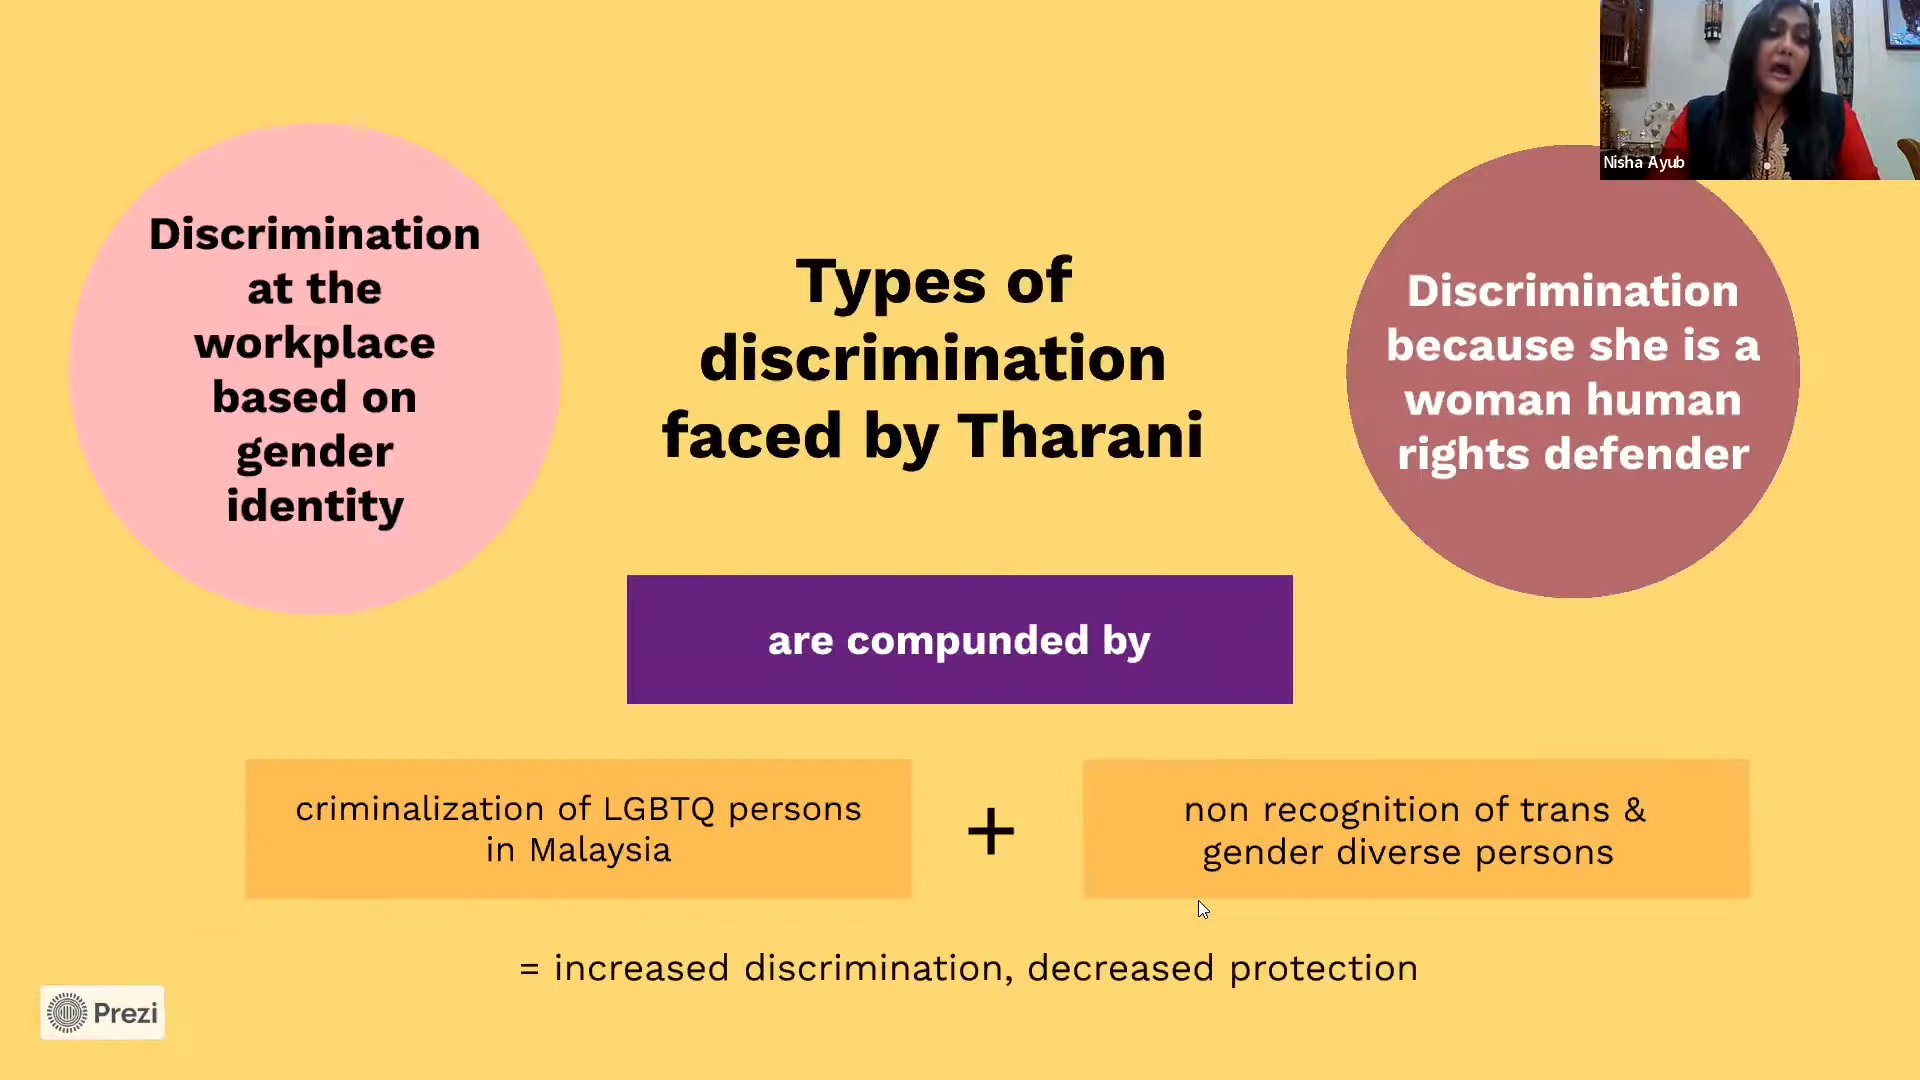 Nisha Ayub
Discrimination
at the
workplace
based on
gender
identity
Types of
discrimination
faced by Tharani
Discrimination
because she is a
woman human
rights defender
are compunded by
criminalization of LGBTQ persons
in Malaysia
+
non recognition of trans &
gender diverse persons
= increased discrimination, decreased protection
Prezi